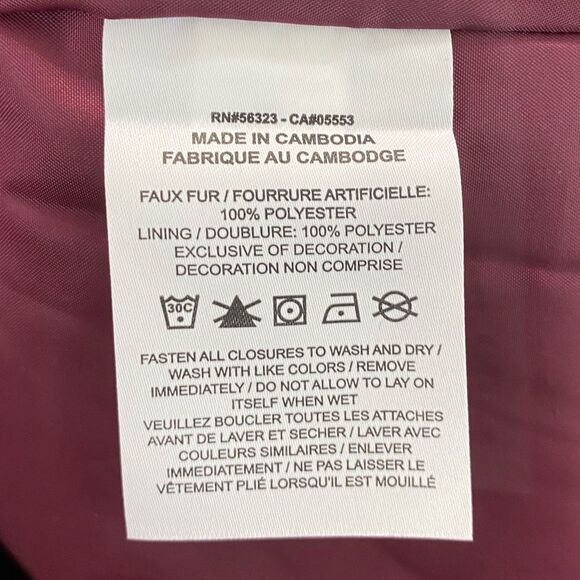 RN#56323 - CA#05553
MADE IN CAMBODIA
FABRIQUE AU CAMBODGE
FAUX FUR / FOURRURE ARTIFICIELLE:
100% POLYESTER
LINING / DOUBLURE: 100% POLYESTER
EXCLUSIVE OF DECORATION /
DECORATION NON COMPRISE
30C
FASTEN ALL CLOSURES TO WASH AND DRY /
WASH WITH LIKE COLORS / REMOVE
IMMEDIATELY / DO NOT ALLOW TO LAY ON
ITSELF WHEN WET
VEUILLEZ BOUCLER TOUTES LES ATTACHES
AVANT DE LAVER ET SECHER / LAVER AVEC
COULEURS SIMILAIRES / ENLEVER
IMMEDIATEMENT / NE PAS LAISSER LE
VÊTEMENT PLIÉ LORSQU'IL EST MOUILLÉ